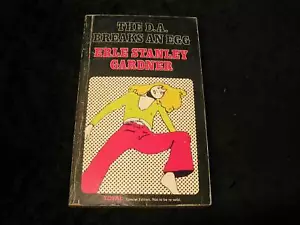 THE D.A.
BREAKS AN EGG
ERLE STANLEY
GARDNER
Special Edition. Not to be re-sold.